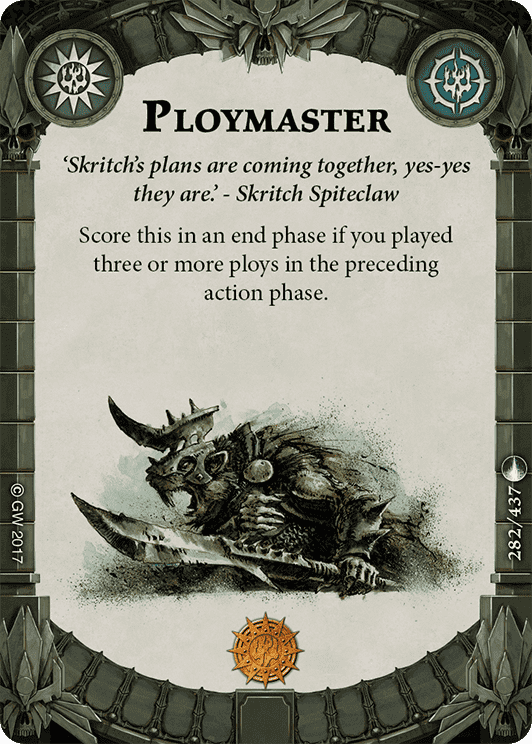 PLOYMASTER
‘Skritch’s plans are coming together, yes-yes
they are.’ - Skritch Spiteclaw
Score this in an end phase if you played
three or more ploys in the preceding
action phase.
© GW 2017
282/437